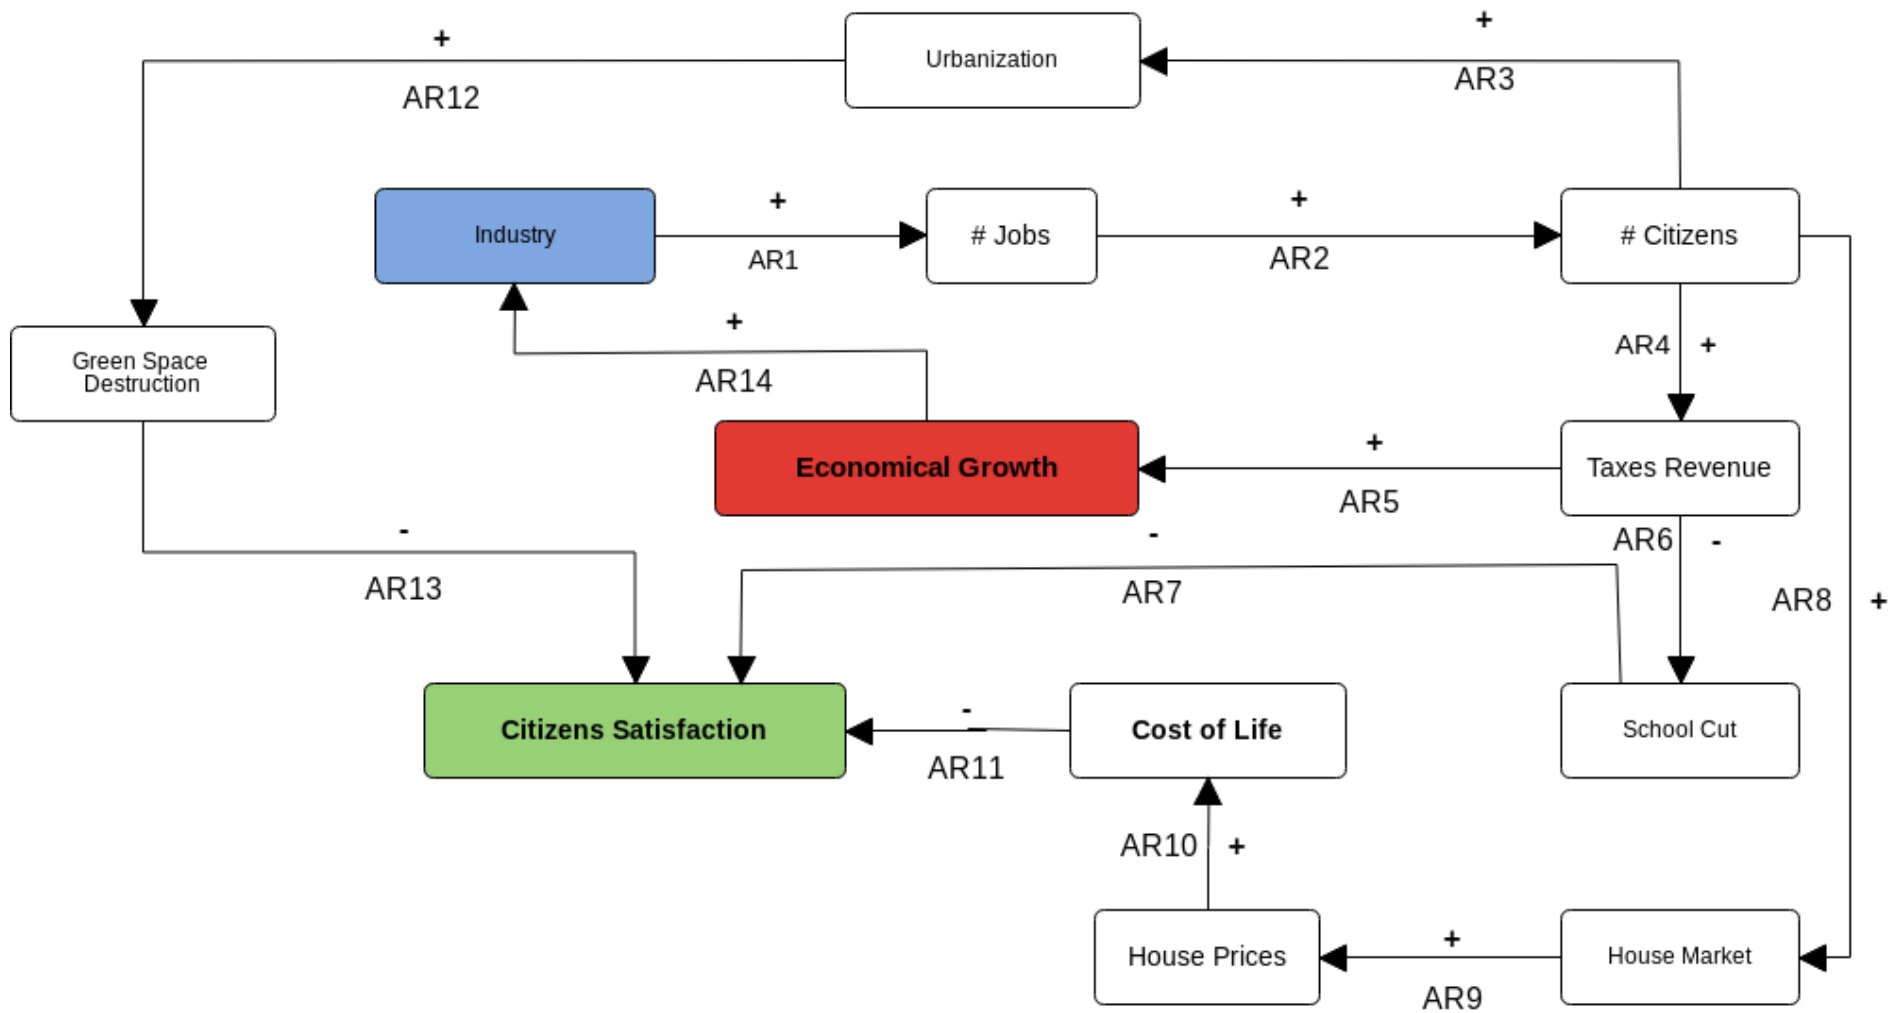 +
AR3
Urbanization
+
AR12
Industry
+
AR1
# Jobs
+
AR2
# Citizens
Green Space
Destruction
+
AR14
AR4
+
Economical Growth
+
AR5
Taxes Revenue
-
AR13
-
AR7
AR6
-
AR8
+
Citizens Satisfaction
-
AR11
Cost of Life
School Cut
AR10
+
House Prices
+
AR9
House Market